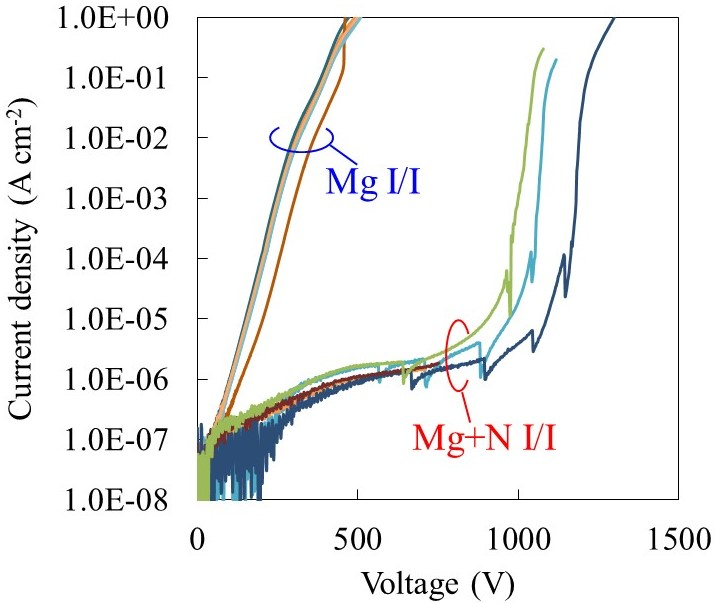 1.0E+00
1.0E-01
1.0E-02
1.0E-03
1.0E-04
1.0E-05
1.0E-06
1.0E-07
1.0E-08
Current density (A cm-2)
Mg I/I
Mg+N I/I
0 500 1000 1500
Voltage (V)